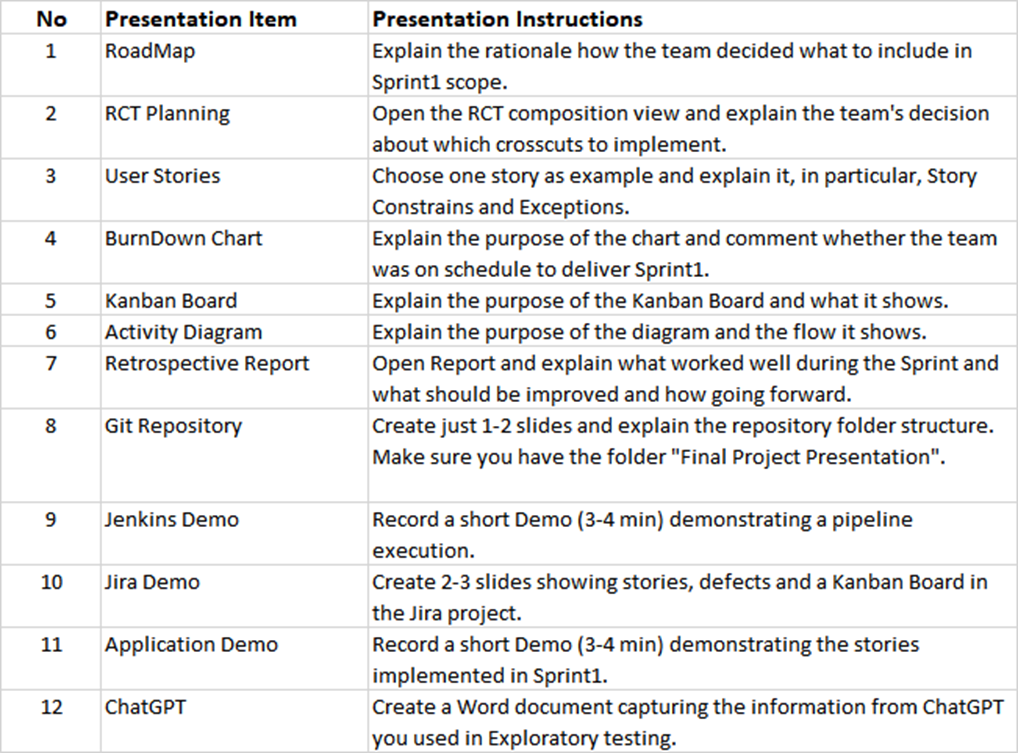 No Presentation Item Presentation Instructions
1 RoadMap Explain the rationale how the team decided what to include in
Sprint1 scope.
2 RCT Planning Open the RCT composition view and explain the team's decision
about which crosscuts to implement.
3 User Stories Choose one story as example and explain it, in particular, Story
Constrains and Exceptions.
4 BurnDown Chart Explain the purpose of the chart and comment whether the team
was on schedule to deliver Sprint1.
5 Kanban Board Explain the purpose of the Kanban Board and what it shows.
6 Activity Diagram Explain the purpose of the diagram and the flow it shows.
7 Retrospective Report Open Report and explain what worked well during the Sprint and
what should be improved and how going forward.
8 Git Repository Create just 1-2 slides and explain the repository folder structure.
Make sure you have the folder "Final Project Presentation".
9 Jenkins Demo Record a short Demo (3-4 min) demonstrating a pipeline
execution.
10 Jira Demo Create 2-3 slides showing stories, defects and a Kanban Board in
the Jira project.
11 Application Demo Record a short Demo (3-4 min) demonstrating the stories
implemented in Sprint1.
12 ChatGPT Create a Word document capturing the information from ChatGPT
you used in Exploratory testing.